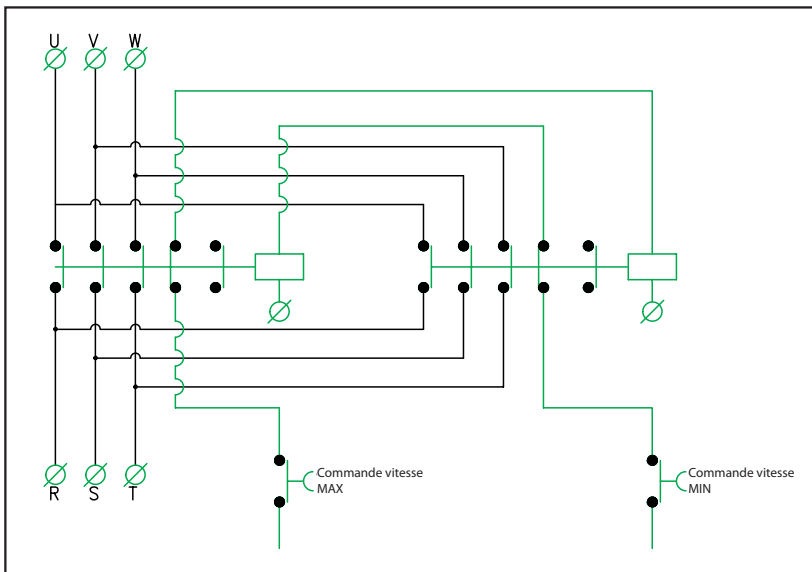 U V W
R S T
Commande vitesse
MAX
Commande vitesse
MIN